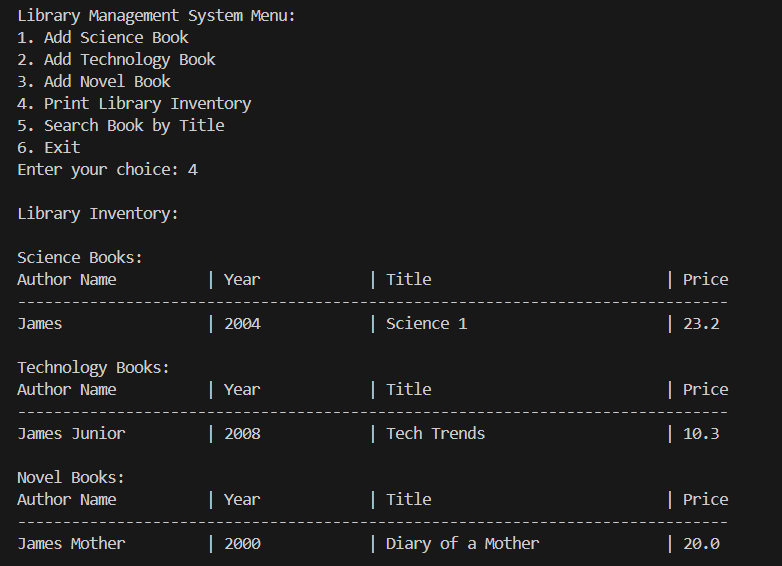 Library Management System Menu:
1. Add Science Book
2. Add Technology Book
3. Add Novel Book
4. Print Library Inventory
5. Search Book by Title
6. Exit
Enter your choice: 4

Library Inventory:

Science Books:
Author Name          | Year            | Title                          | Price
-------------------------------------------------------------------------------
James                | 2004            | Science 1                      | 23.2

Technology Books:
Author Name          | Year            | Title                          | Price
-------------------------------------------------------------------------------
James Junior         | 2008            | Tech Trends                    | 10.3

Novel Books:
Author Name          | Year            | Title                          | Price
-------------------------------------------------------------------------------
James Mother         | 2000            | Diary of a Mother              | 20.0